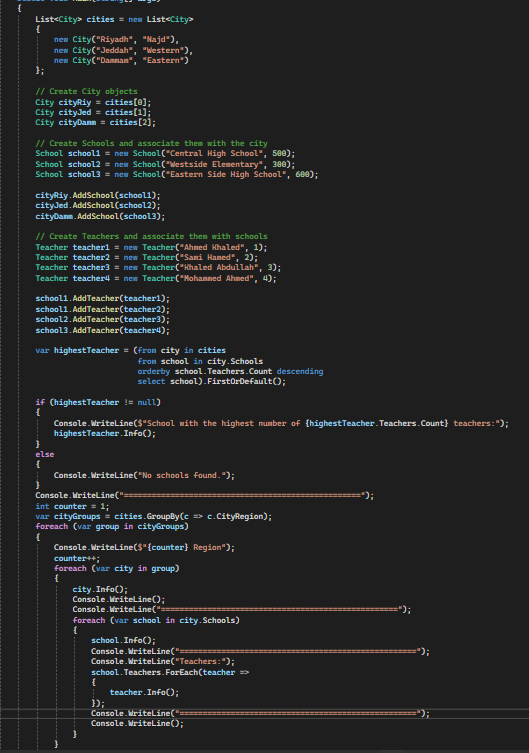 {
List<City> cities = new List<City>
{
new City("Riyadh", "Najd"),
new City("Jeddah", "Western"),
new City("Dammam", "Eastern")
};
// Create City objects
City cityRiy = cities[0];
City cityJed = cities[1];
City cityDamm = cities[2];
// Create Schools and associate them with the city
School school1 = new School("Central High School", 500);
School school2 = new School("Westside Elementary", 300);
School school3 = new School("Eastern Side High School", 600);
cityRiy.AddSchool(school1);
cityJed.AddSchool(school2);
cityDamm.AddSchool(school3);
// Create Teachers and associate them with schools
Teacher teacher1 = new Teacher("Ahmed Khaled", 1);
Teacher teacher2 = new Teacher("Sami Hamed", 2);
Teacher teacher3 = new Teacher("Khaled Abdullah", 3);
Teacher teacher4 = new Teacher("Mohammed Ahmed", 4);
school1.AddTeacher(teacher1);
school1.AddTeacher(teacher2);
school2.AddTeacher(teacher3);
school3.AddTeacher(teacher4);
var highestTeacher = (from city in cities
from school in city.Schools
orderby school.Teachers.Count descending
select school).FirstOrDefault();
if (highestTeacher != null)
{
Console.WriteLine($"School with the highest number of {highestTeacher.Teachers.Count} teachers:");
highestTeacher.Info();
}
else
{
Console.WriteLine("No schools found.");
}
Console.WriteLine("===================================================");
int counter = 1;
var cityGroups = cities.GroupBy(c => c.CityRegion);
foreach (var group in cityGroups)
{
Console.WriteLine($"{counter} Region");
counter++;
foreach (var city in group)
{
city.Info();
Console.WriteLine();
Console.WriteLine("===================================================");
foreach (var school in city.Schools)
{
school.Info();
Console.WriteLine("===================================================");
Console.WriteLine("Teachers:");
school.Teachers.ForEach(teacher =>
{
teacher.Info();
});
Console.WriteLine("===================================================");
Console.WriteLine();
}
}